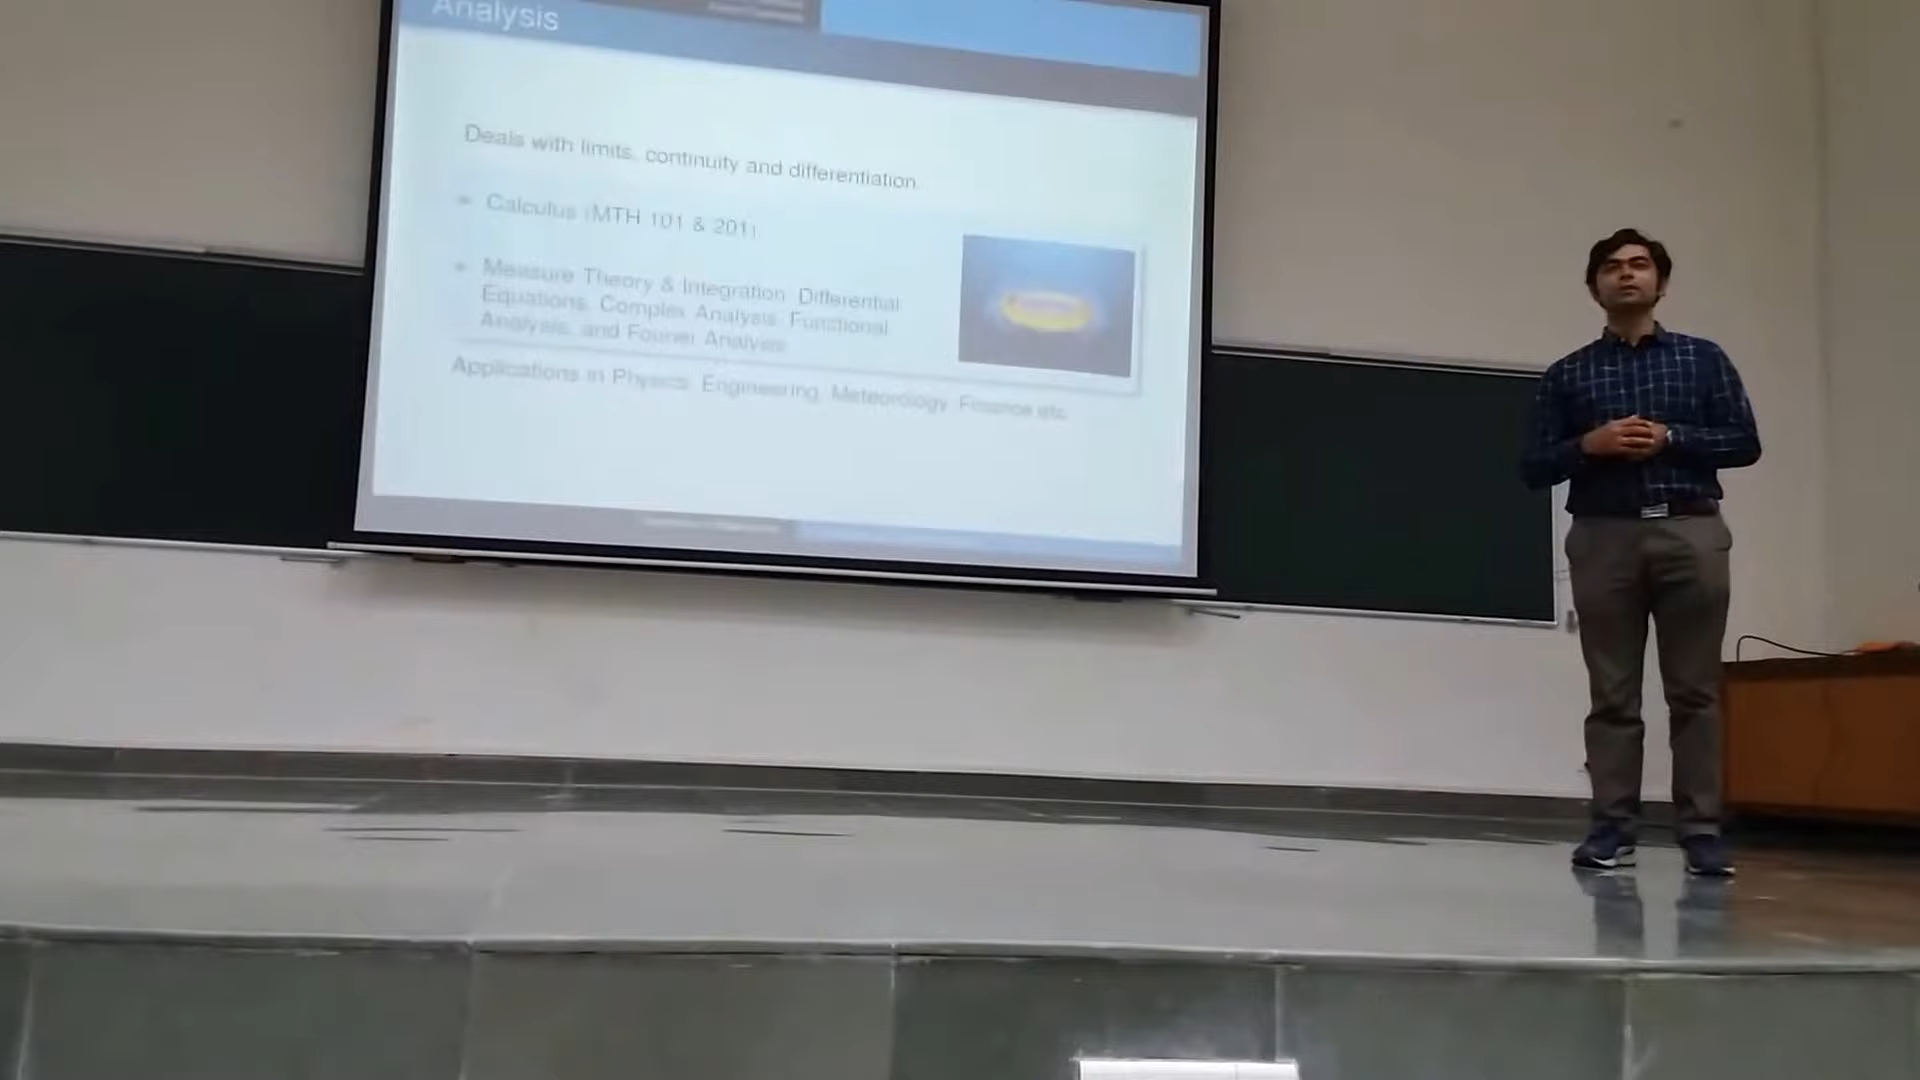 Analysis
Deals with limits, continuity and differentiation.
Calculus (MTH 101 & 201)
Measure Theory & Integration, Differential
Equations, Complex Analysis, Functional
Analysis, and Fourier Analysis
Applications in Physics, Engineering, Meteorology, Finance etc.